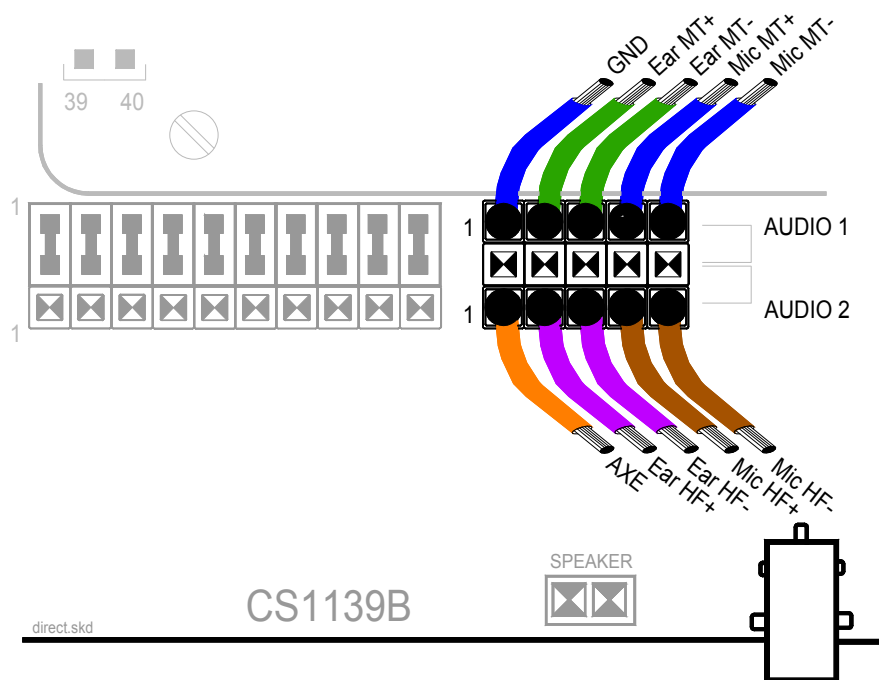 GND
Ear MT+
Ear MT-
Mic MT+
Mic MT-
39 40
1
1
AUDIO 1
1
1
AUDIO 2
AXE
Ear HF+
Ear HF-
Mic HF+
Mic HF-
SPEAKER
CS1139B
direct.skd